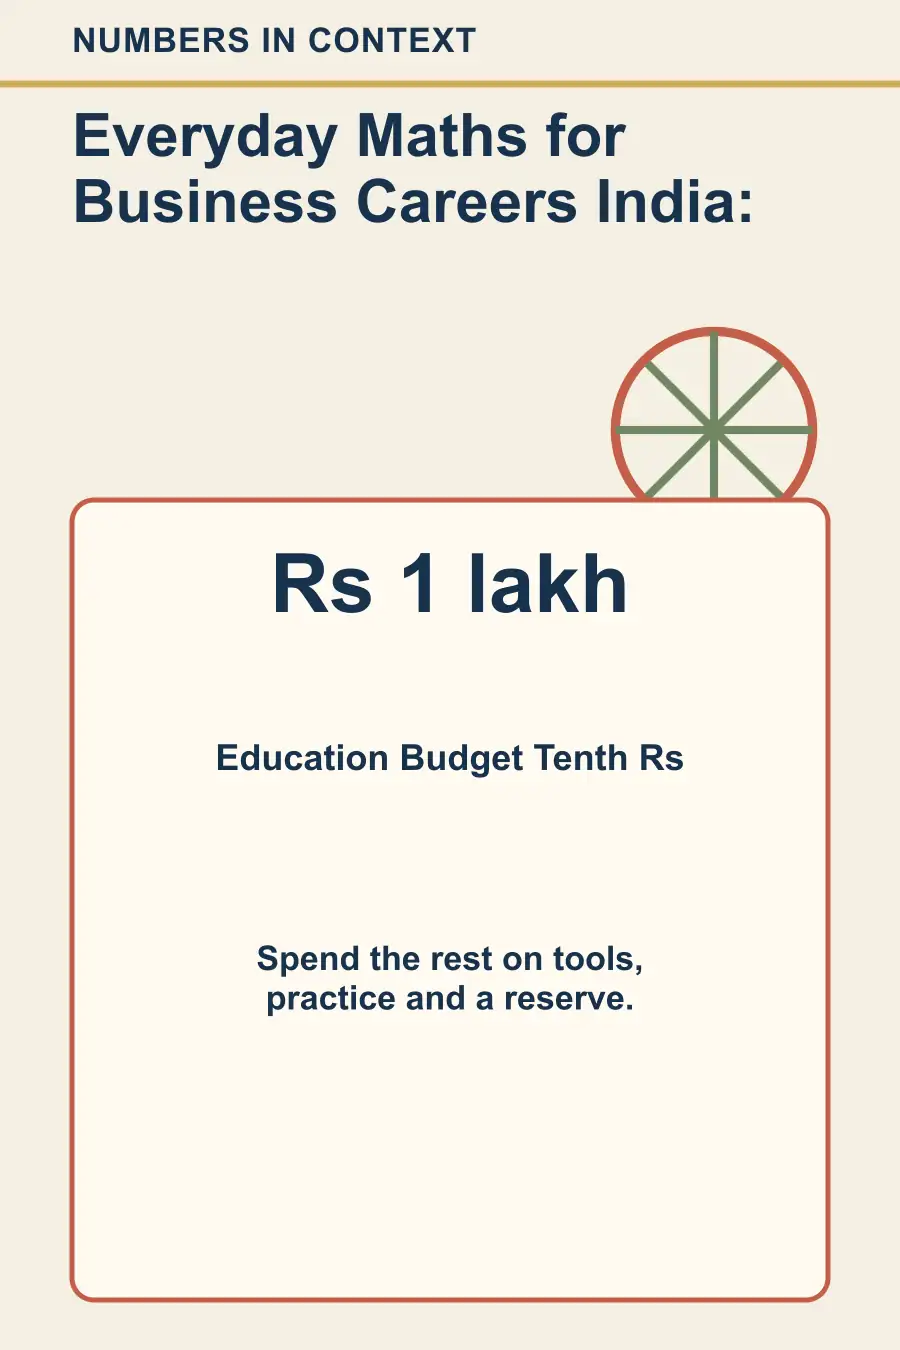 NUMBERS IN CONTEXT
Everyday Maths for
Business Careers India:
Rs 1 lakh
Education Budget Tenth Rs
Spend the rest on tools,
practice and a reserve.